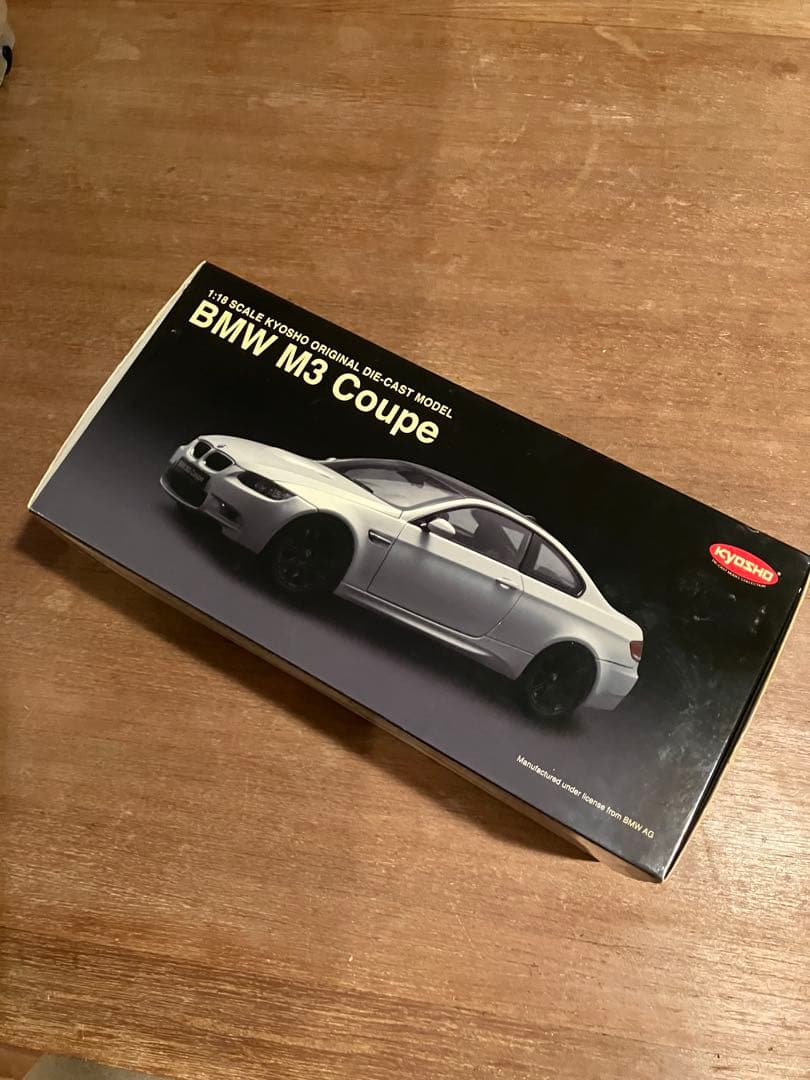 1:18 SCALE KYOSHO ORIGINAL DIE-CAST MODEL
BMW M3 Coupe
KYOSHO
Manufactured under license from BMW AG